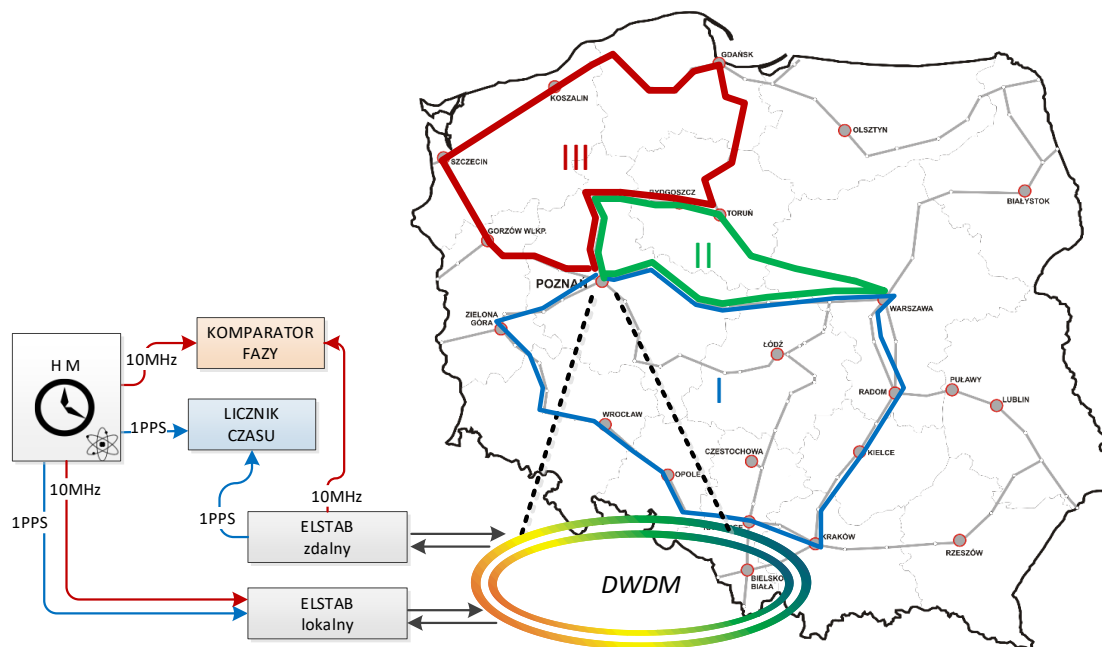 GDAŃSK
KOSZALIN
OLSZTYN
SZCZECIN
III
BYDGOSZCZ
BIAŁYSTOK
TORUŃ
GORZÓW WLKP.
II
POZNAŃ
WARSZAWA
ZIELONA
GÓRA
ŁÓDŹ
I
RADOM
PUŁAWY
LUBLIN
WROCŁAW
CZĘSTOCHOWA
KIELCE
OPOLE
KRAKÓW
RZESZÓW
BIELSKO
BIAŁA
DWDM
HM
10MHz
KOMPARATOR
FAZY
1PPS
LICZNIK
CZASU
10MHz
1PPS
1PPS
10MHz
ELSTAB
zdalny
ELSTAB
lokalny